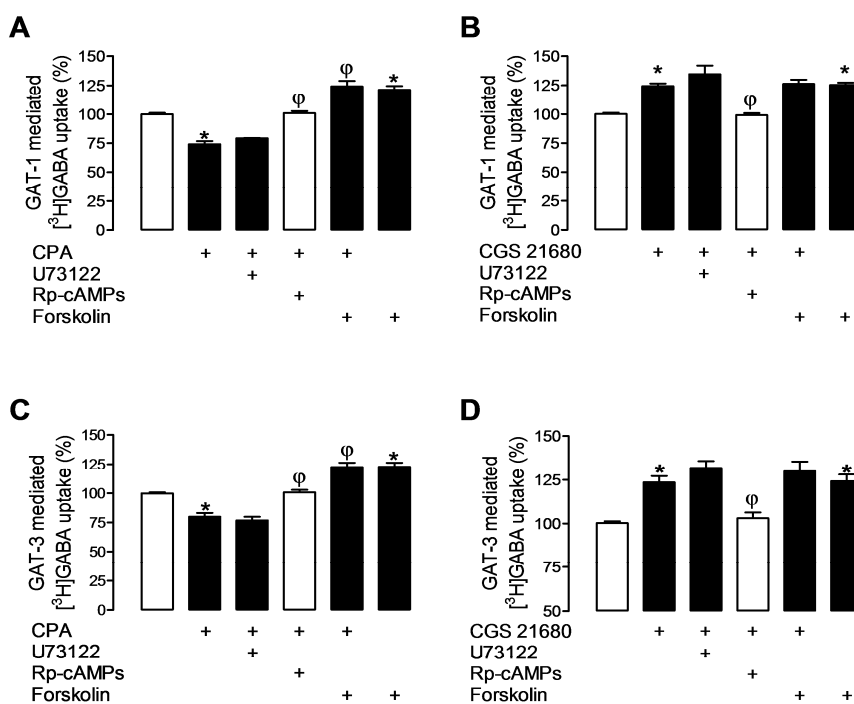 A
GAT-1 mediated
[³H]GABA uptake (%)
150
125
100
75
50
25
0
*
φ
φ
*
CPA + + + +
U73122 +
Rp-cAMPs +
Forskolin + +
B
GAT-1 mediated
[³H]GABA uptake (%)
150
125
100
75
50
25
0
*
φ
*
CGS 21680 + + + +
U73122 +
Rp-cAMPs +
Forskolin + +
C
GAT-3 mediated
[³H]GABA uptake (%)
150
125
100
75
50
25
0
*
φ
φ
*
CPA + + + +
U73122 +
Rp-cAMPs +
Forskolin + +
D
GAT-3 mediated
[³H]GABA uptake (%)
150
125
100
75
50
*
φ
*
CGS 21680 + + + +
U73122 +
Rp-cAMPs +
Forskolin + +